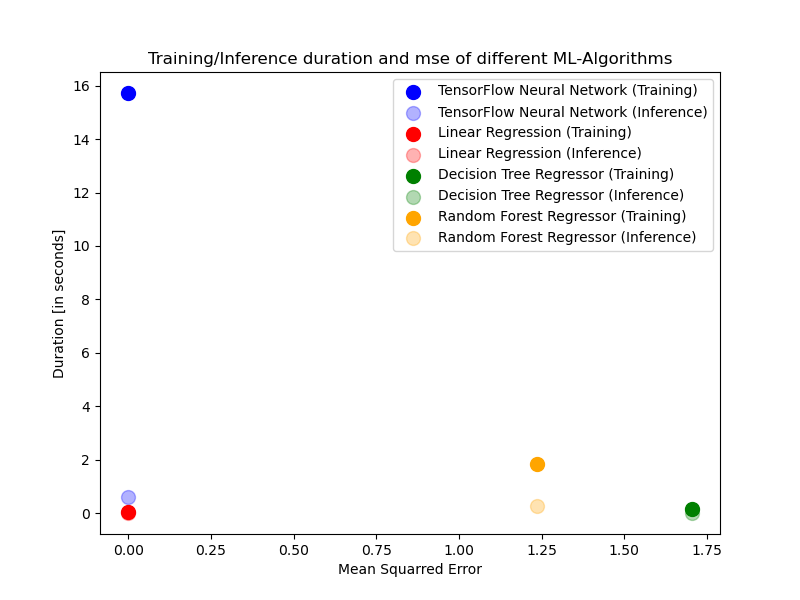 Training/Inference duration and mse of different ML-Algorithms
16
14
12
10
8
6
4
2
0
Duration [in seconds]
TensorFlow Neural Network (Training)
TensorFlow Neural Network (Inference)
Linear Regression (Training)
Linear Regression (Inference)
Decision Tree Regressor (Training)
Decision Tree Regressor (Inference)
Random Forest Regressor (Training)
Random Forest Regressor (Inference)
0.00 0.25 0.50 0.75 1.00 1.25 1.50 1.75
Mean Squarred Error